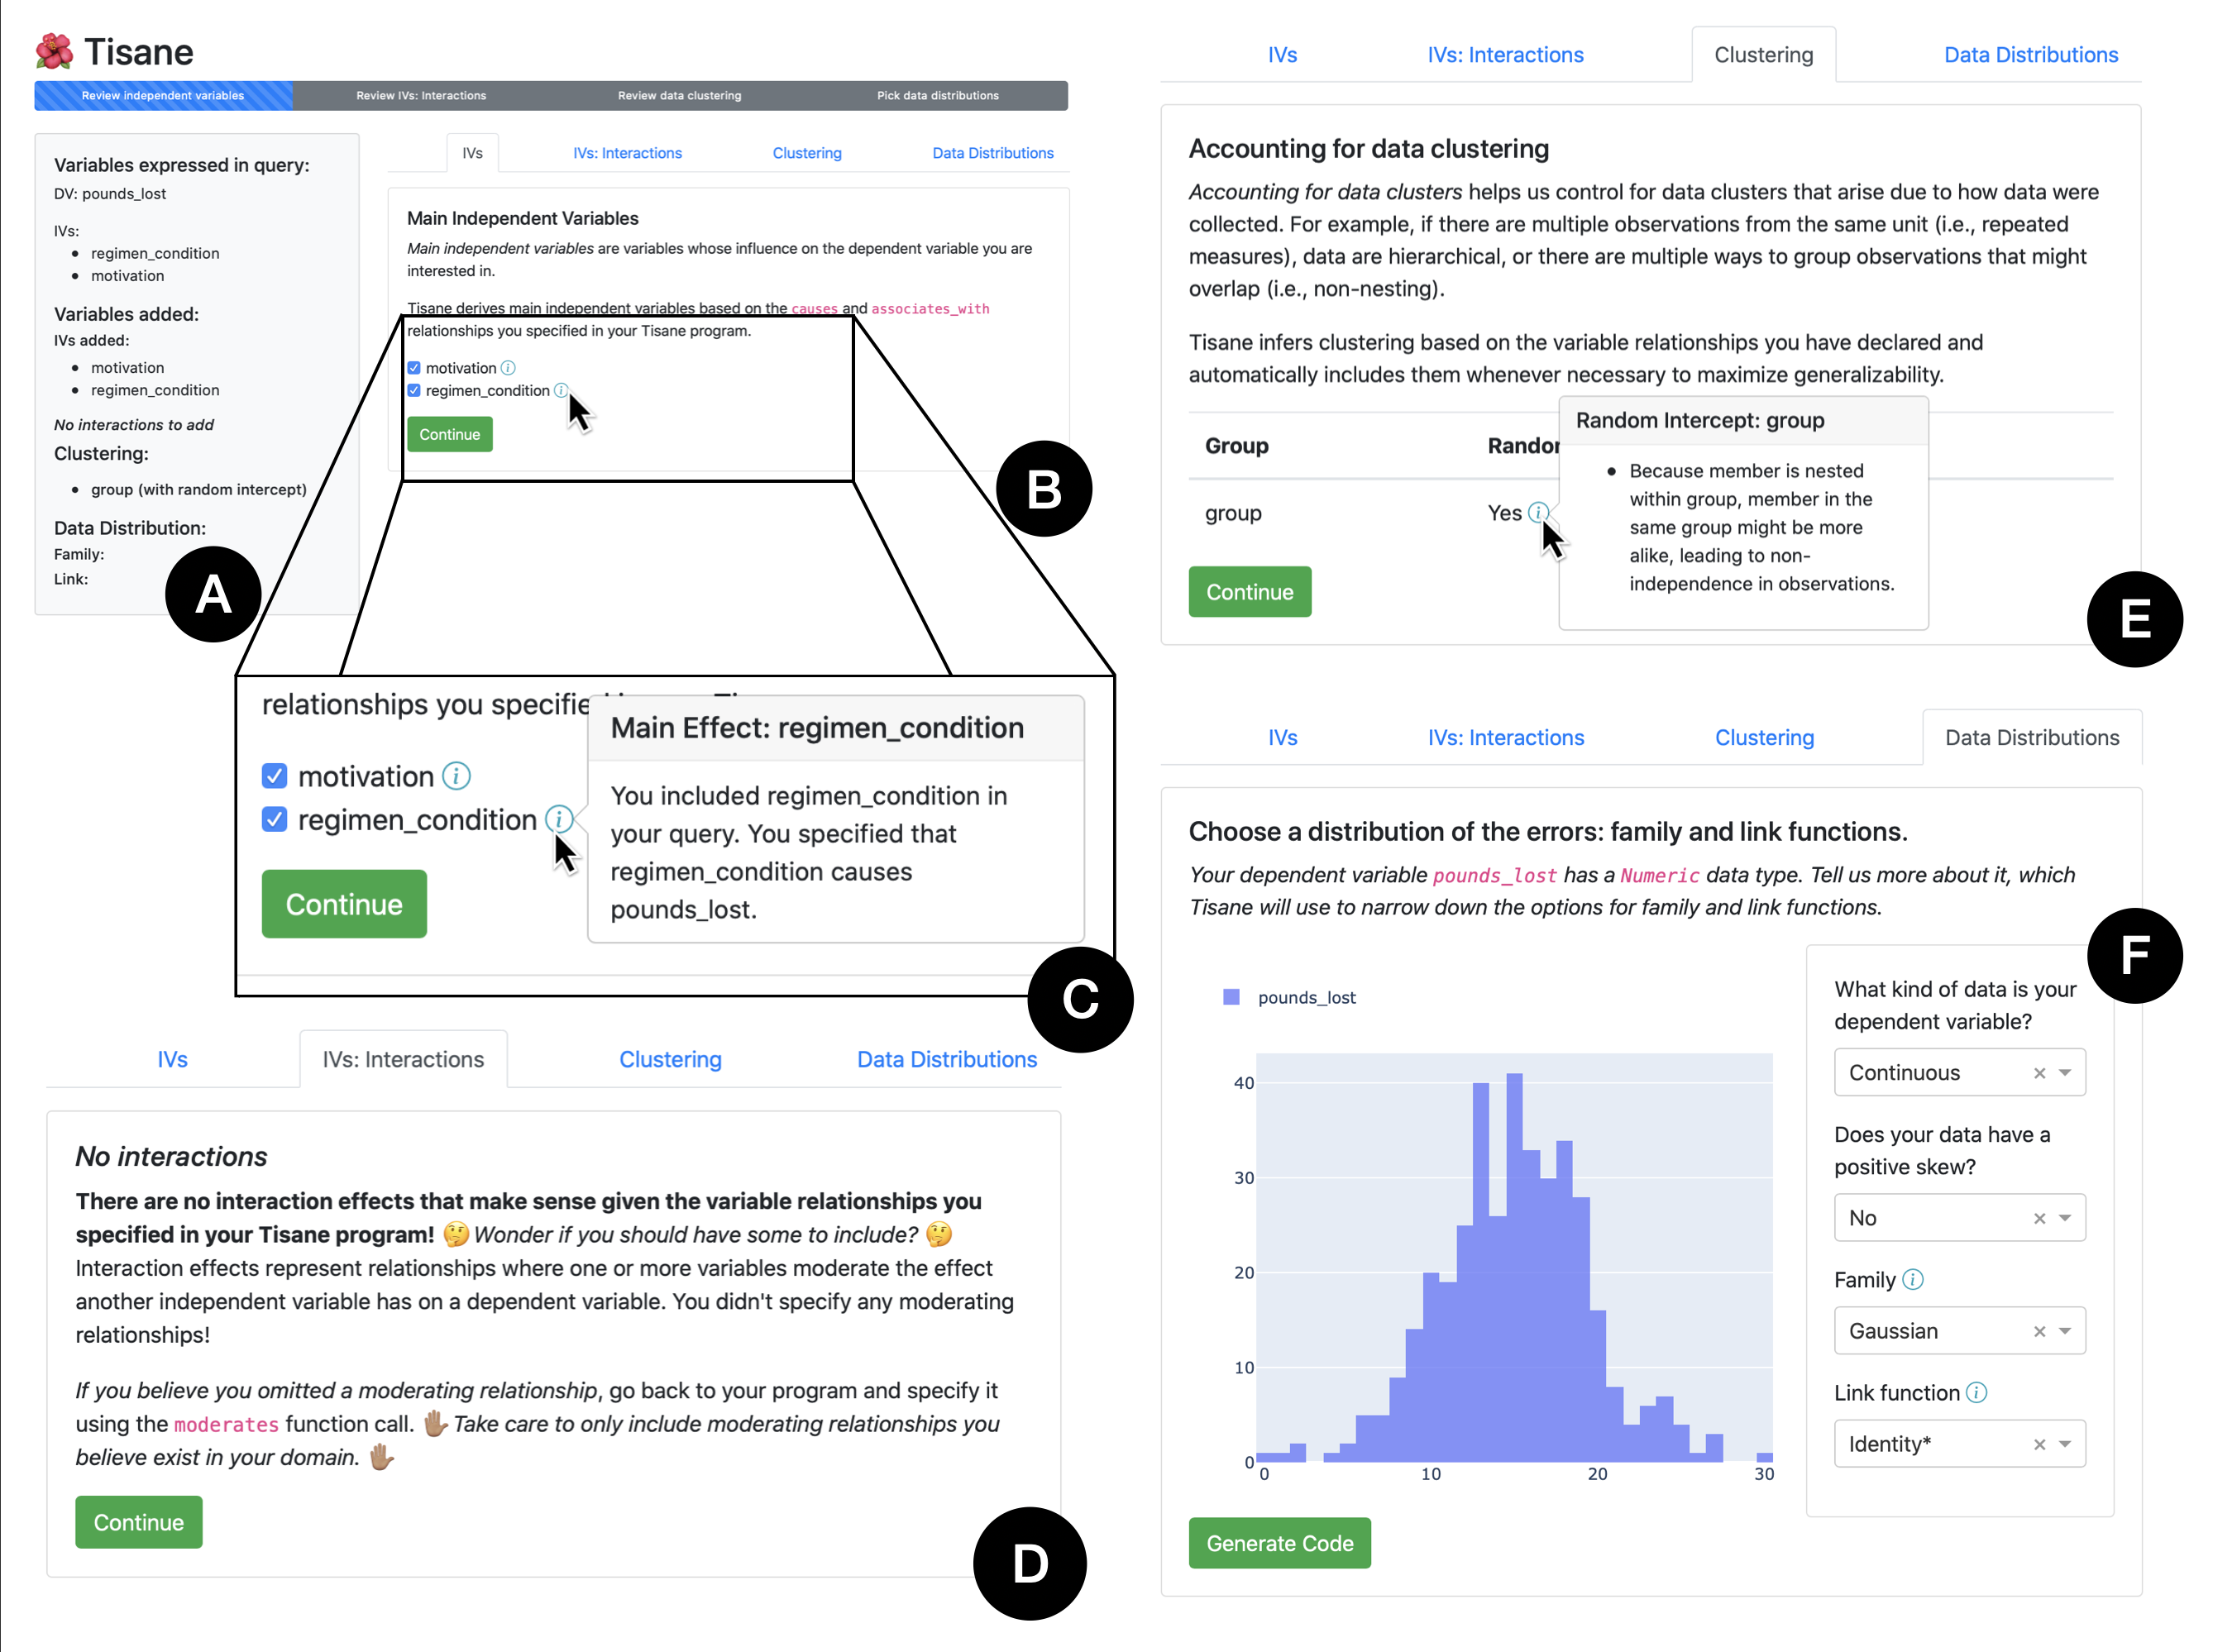 Tisane
Review independent variables
Review IVs: Interactions
Review data clustering
Pick data distributions
Variables expressed in query:
DV: pounds_lost
IVs:
• regimen_condition
• motivation
Variables added:
IVs added:
• motivation
• regimen_condition
No interactions to add
Clustering:
• group (with random intercept)
Data Distribution:
Family:
Link:
A
IVs
IVs: Interactions
Clustering
Data Distributions
Main Independent Variables
Main independent variables are variables whose influence on the dependent variable you are
interested in.
Tisane derives main independent variables based on the causes and associates_with
relationships you specified in your Tisane program.
motivation i
regimen_condition i
Continue
B
relationships you specifie
motivation i
regimen_condition i
Continue
Main Effect: regimen_condition
You included regimen_condition in
your query. You specified that
regimen_condition causes
pounds_lost.
C
IVs
IVs: Interactions
Clustering
Data Distributions
No interactions
There are no interaction effects that make sense given the variable relationships you
specified in your Tisane program! 🤔 Wonder if you should have some to include? 🤔
Interaction effects represent relationships where one or more variables moderate the effect
another independent variable has on a dependent variable. You didn't specify any moderating
relationships!
If you believe you omitted a moderating relationship, go back to your program and specify it
using the moderates function call. 🖐🏽 Take care to only include moderating relationships you
believe exist in your domain. 🖐🏽
Continue
D
IVs
IVs: Interactions
Clustering
Data Distributions
Accounting for data clustering
Accounting for data clusters helps us control for data clusters that arise due to how data were
collected. For example, if there are multiple observations from the same unit (i.e., repeated
measures), data are hierarchical, or there are multiple ways to group observations that might
overlap (i.e., non-nesting).
Tisane infers clustering based on the variable relationships you have declared and
automatically includes them whenever necessary to maximize generalizability.
Group
Randor
group
Yes i
Random Intercept: group
• Because member is nested
within group, member in the
same group might be more
alike, leading to non-
independence in observations.
Continue
E
IVs
IVs: Interactions
Clustering
Data Distributions
Choose a distribution of the errors: family and link functions.
Your dependent variable pounds_lost has a Numeric data type. Tell us more about it, which
Tisane will use to narrow down the options for family and link functions.
pounds_lost
40
30
20
10
0
0
10
20
30
What kind of data is your
dependent variable?
Continuous
Does your data have a
positive skew?
No
Family i
Gaussian
Link function i
Identity*
Generate Code
F